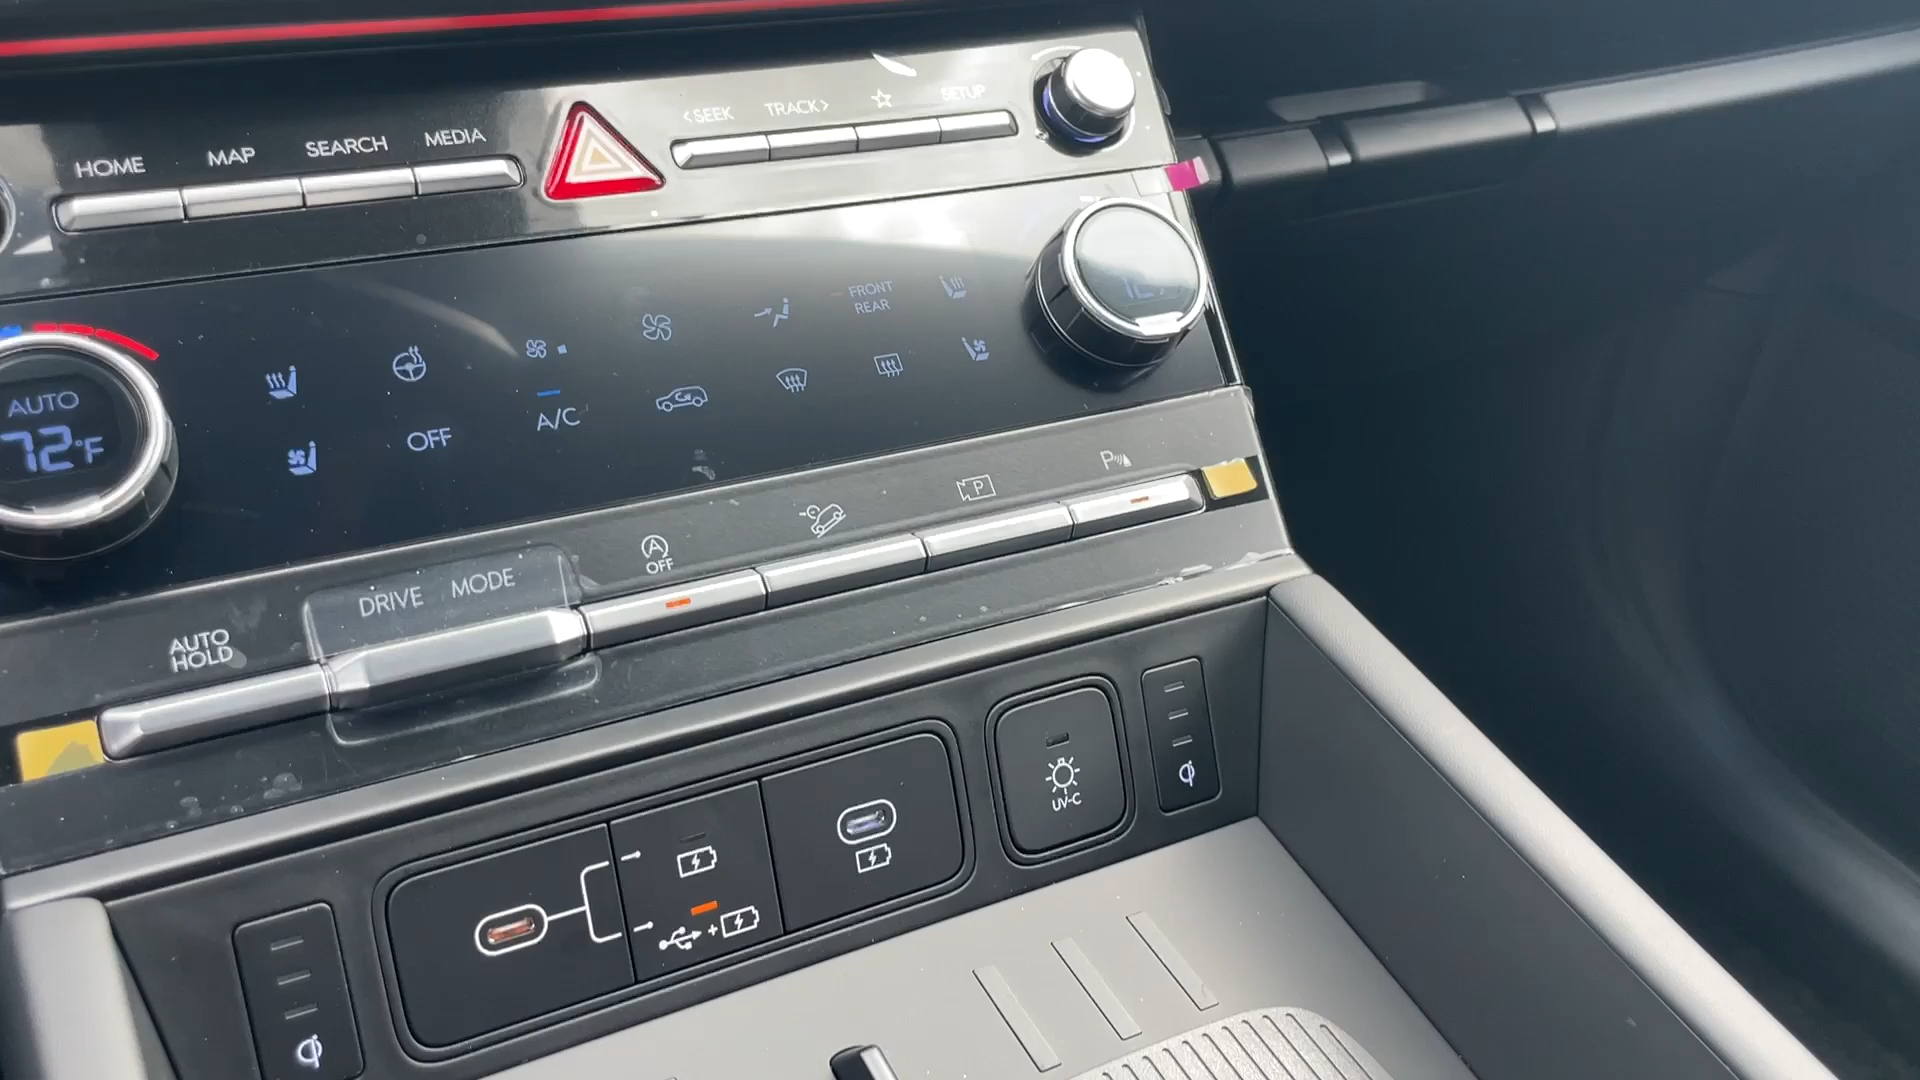 HOME
MAP
SEARCH
MEDIA
<SEEK
TRACK>
SETUP
AUTO
72°F
OFF
A/C
FRONT
REAR
AUTO
HOLD
DRIVE MODE
A
OFF
P
P
UV-C